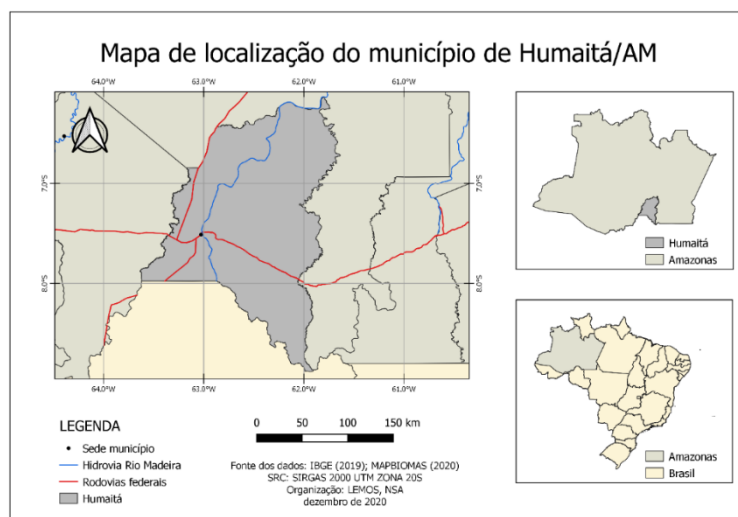 Mapa de localização do município de Humaitá/AM
64.0°W 63.0°W 62.0°W 61.0°W
7.0°S 7.0°S
8.0°S 8.0°S
64.0°W 63.0°W 62.0°W 61.0°W
Humaitá
Amazonas
Amazonas
Brasil
LEGENDA
Sede município
Hidrovia Rio Madeira
Rodovias federais
Humaitá
0 50 100 150 km
Fonte dos dados: IBGE (2019); MAPBIOMAS (2020)
SRC: SIRGAS 2000 UTM ZONA 20S
Organização: LEMOS, NSA
dezembro de 2020